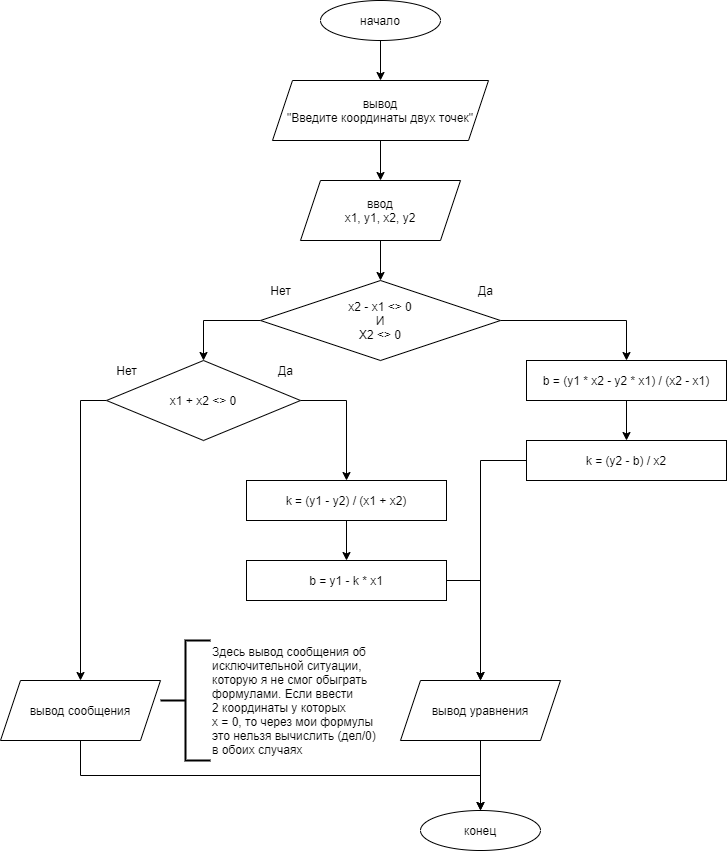 начало
вывод
"Введите координаты двух точек"
ввод
x1, y1, x2, y2
Нет
Да
x2 - x1 <> 0
И
X2 <> 0
Нет
Да
x1 + x2 <> 0
b = (y1 * x2 - y2 * x1) / (x2 - x1)
k = (y2 - b) / x2
k = (y1 - y2) / (x1 + x2)
b = y1 - k * x1
Здесь вывод сообщения об
исключительной ситуации,
которую я не смог обыграть
формулами. Если ввести
2 координаты у которых
x = 0, то через мои формулы
это нельзя вычислить (дел/0)
в обоих случаях
вывод сообщения
вывод уравнения
конец